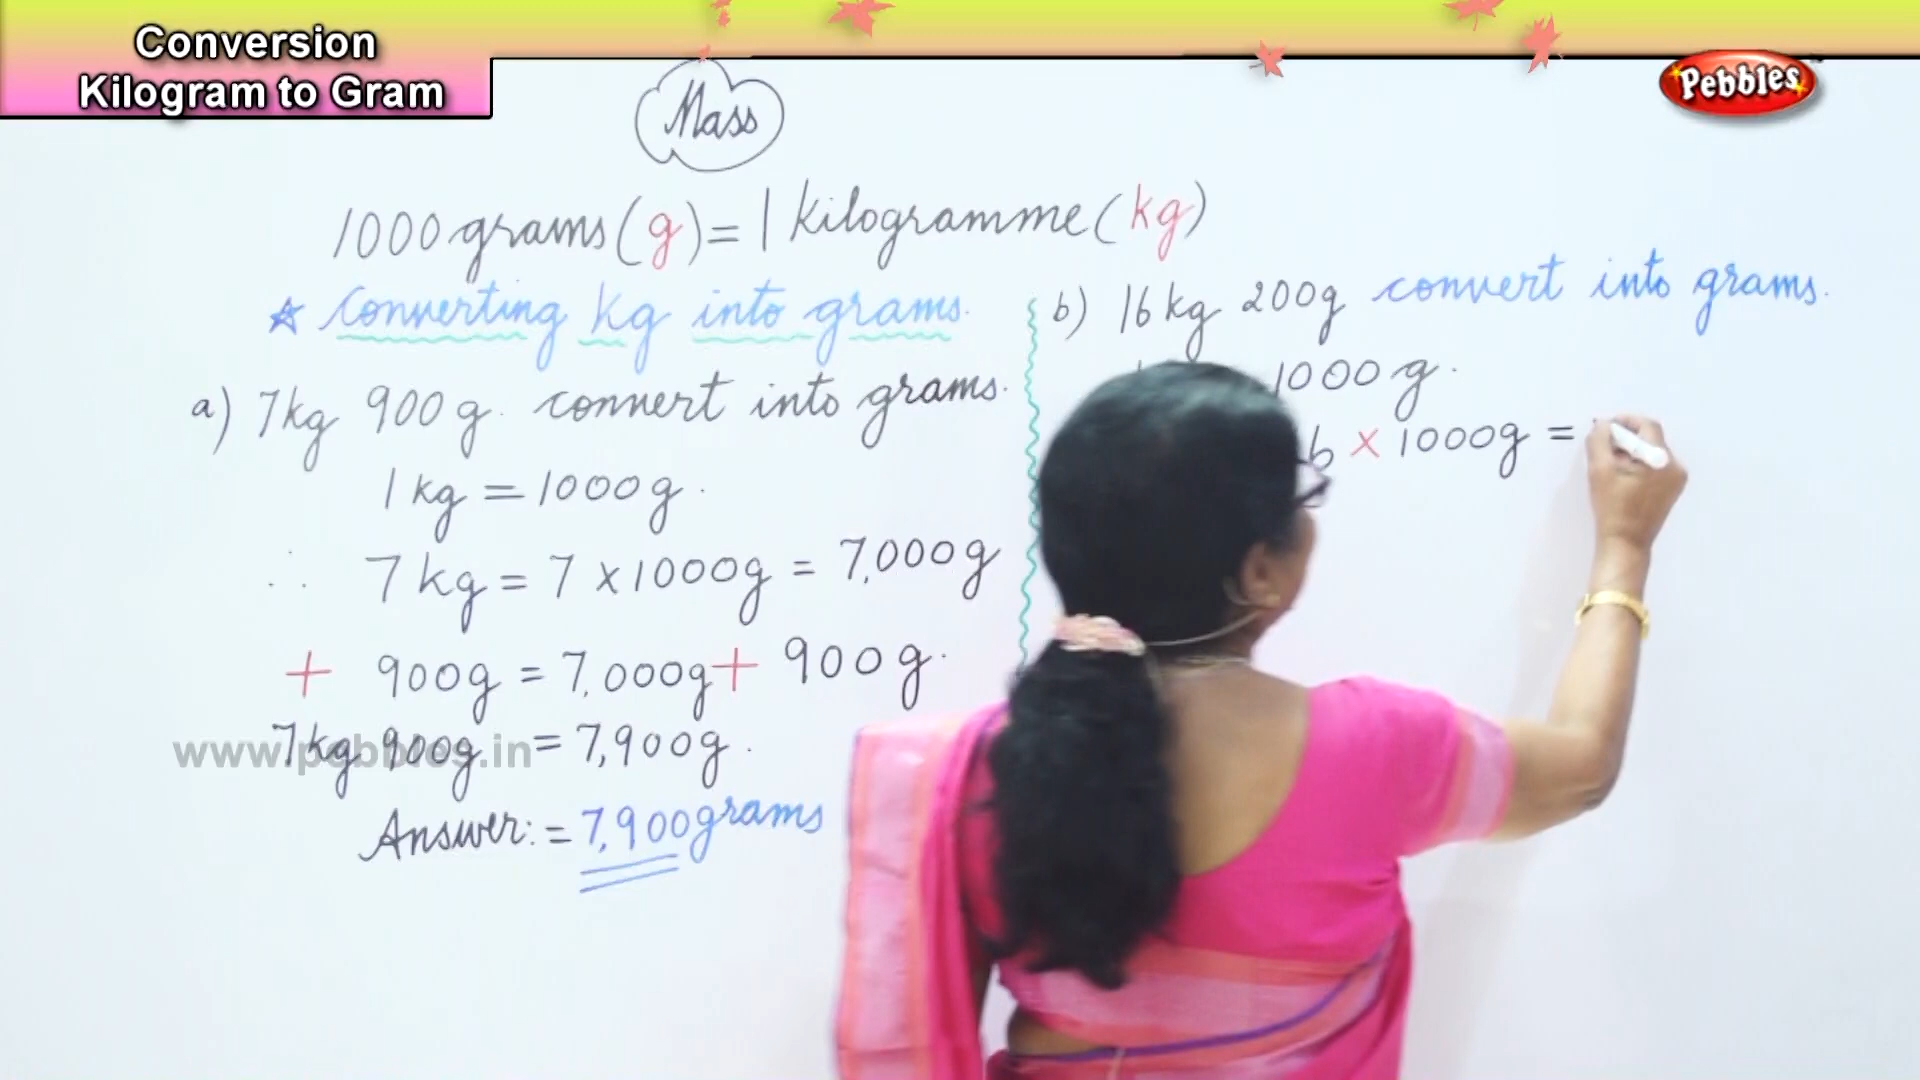 Conversion
Kilogram to Gram
Pebbles
Mass
1000 grams (g) = 1 kilogramme (kg)
☆ Converting kg into grams.
a) 7kg 900g. convert into grams.
1 kg = 1000g.
∴ 7 kg = 7 x 1000g = 7,000g
+ 900g = 7,000g + 900g.
7kg 900g = 7,900g.
www.pebbles.in
Answer: = 7,900grams
b) 16 kg 200g convert into grams.
1000 g.
x 1000g =